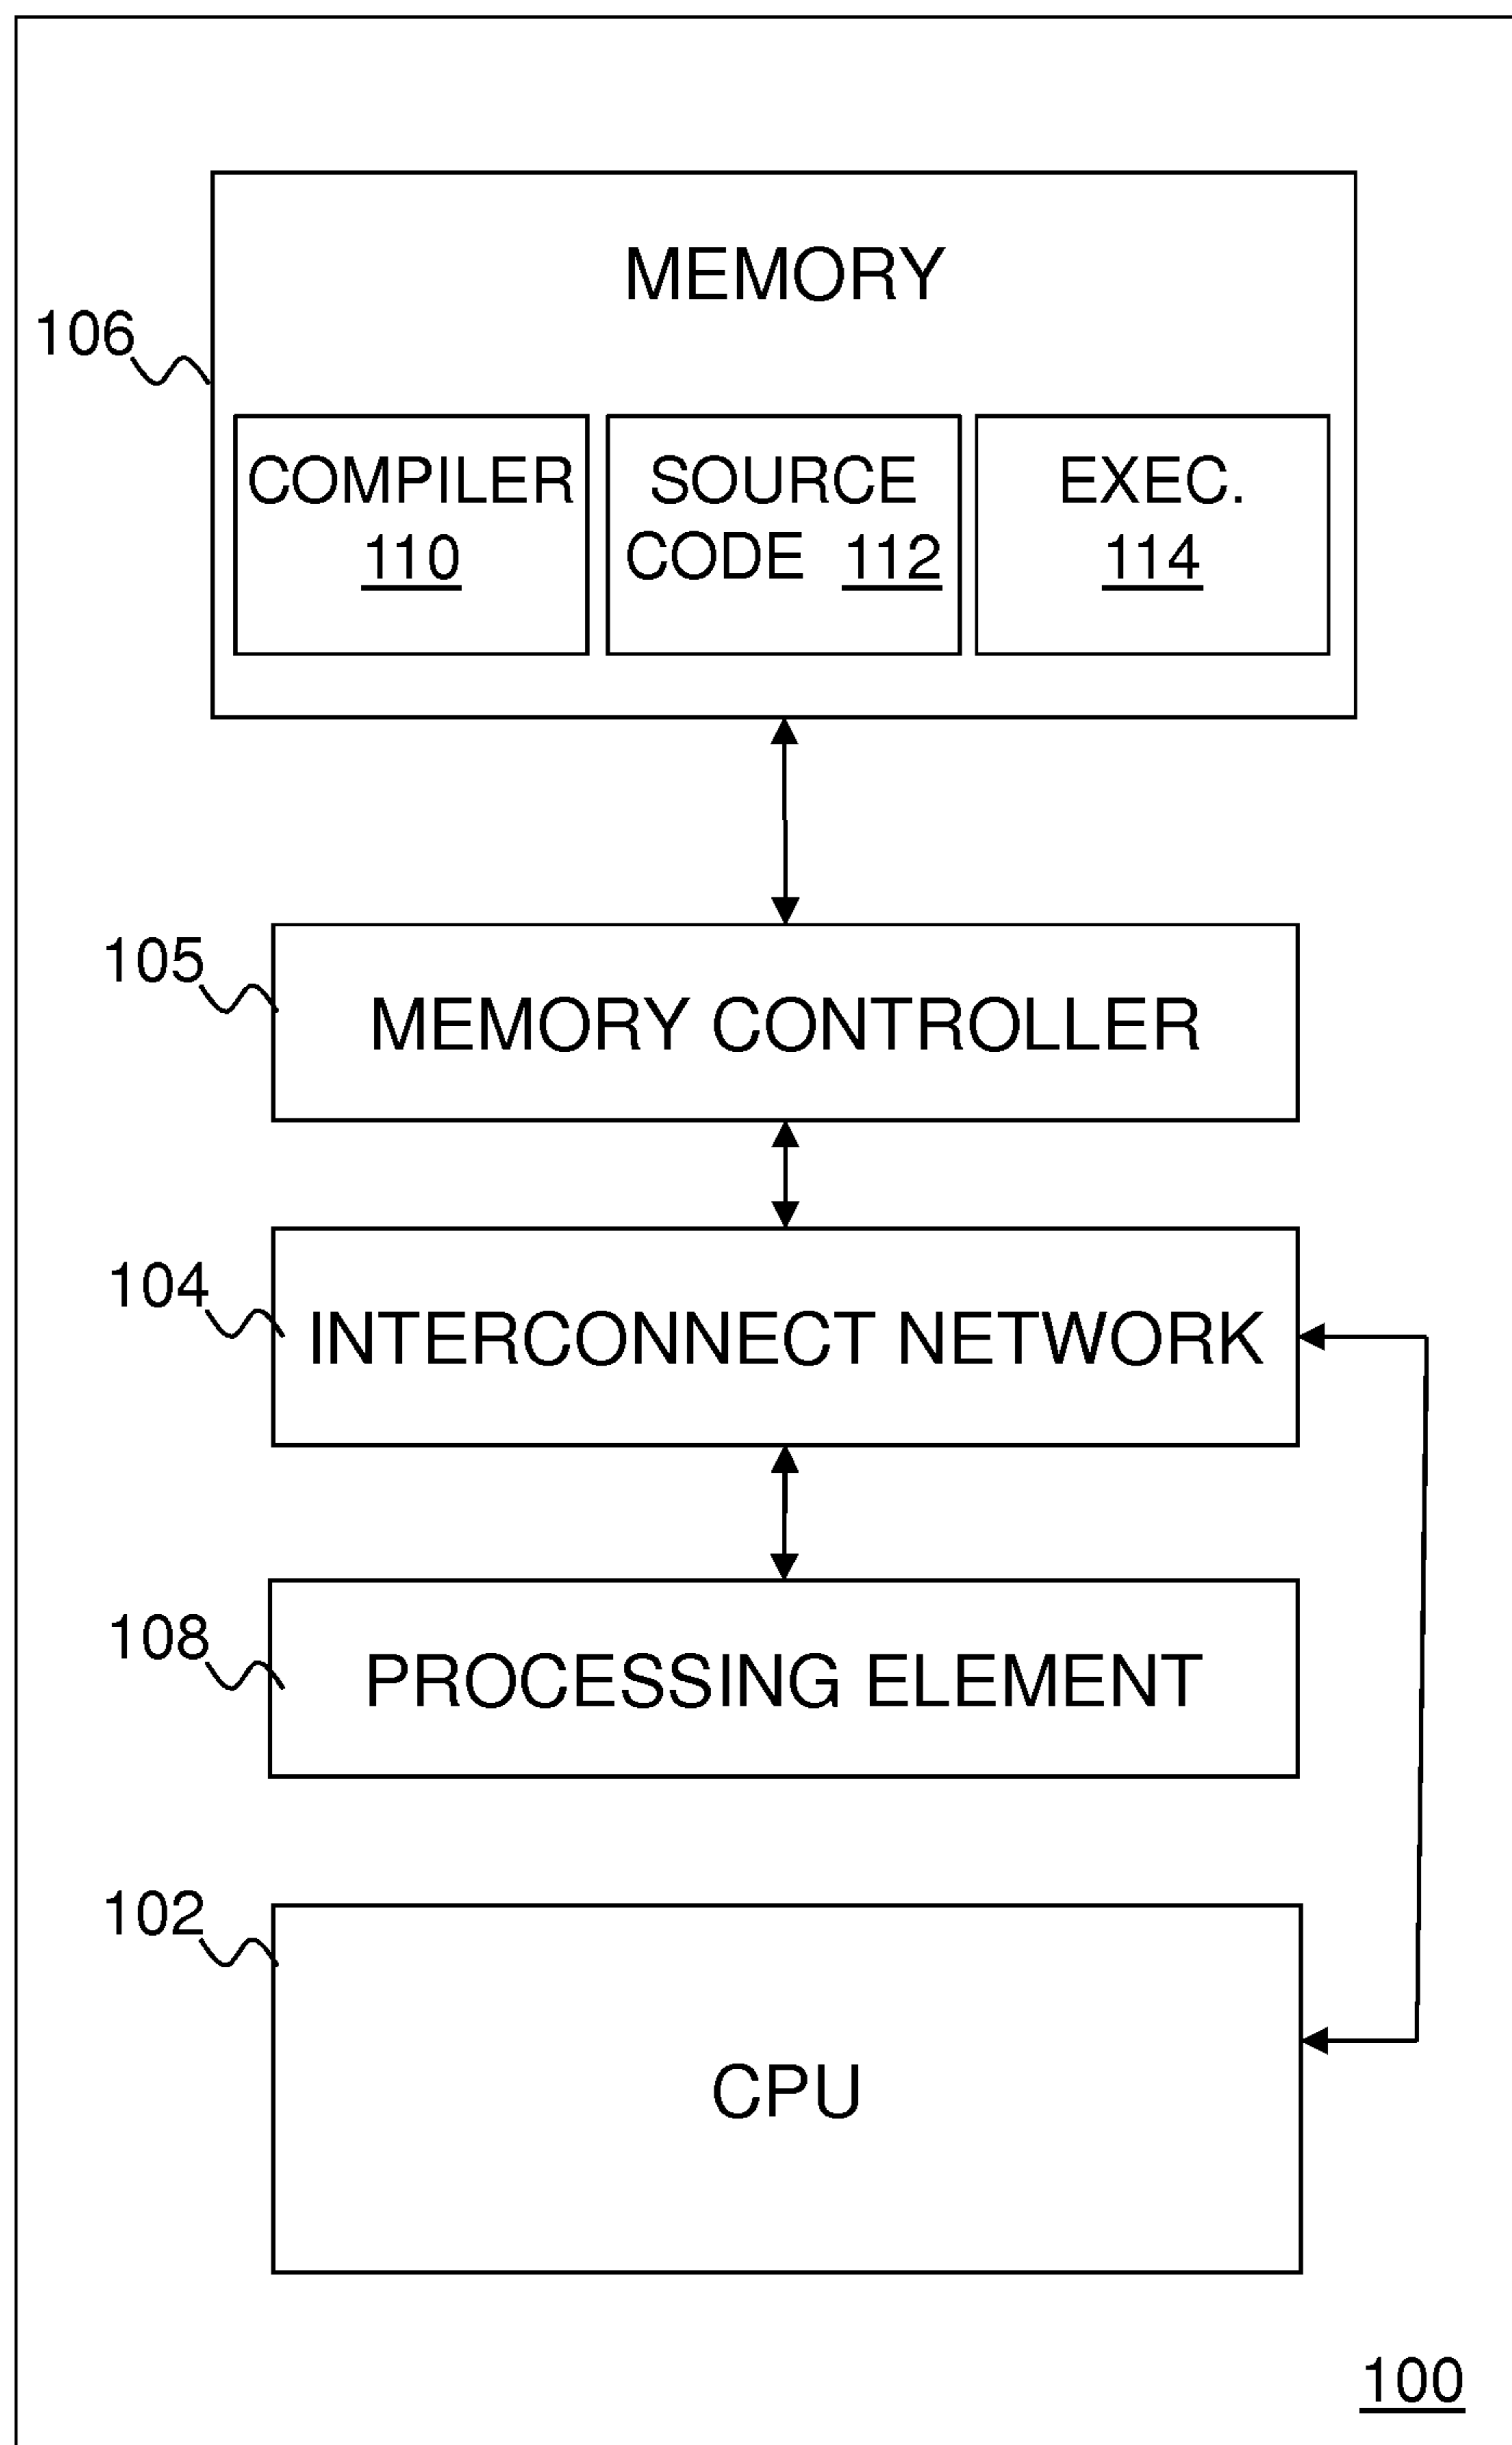 MEMORY
106
COMPILER
110
SOURCE
CODE 112
EXEC.
114
105
MEMORY CONTROLLER
104
INTERCONNECT NETWORK
108
PROCESSING ELEMENT
102
CPU
100